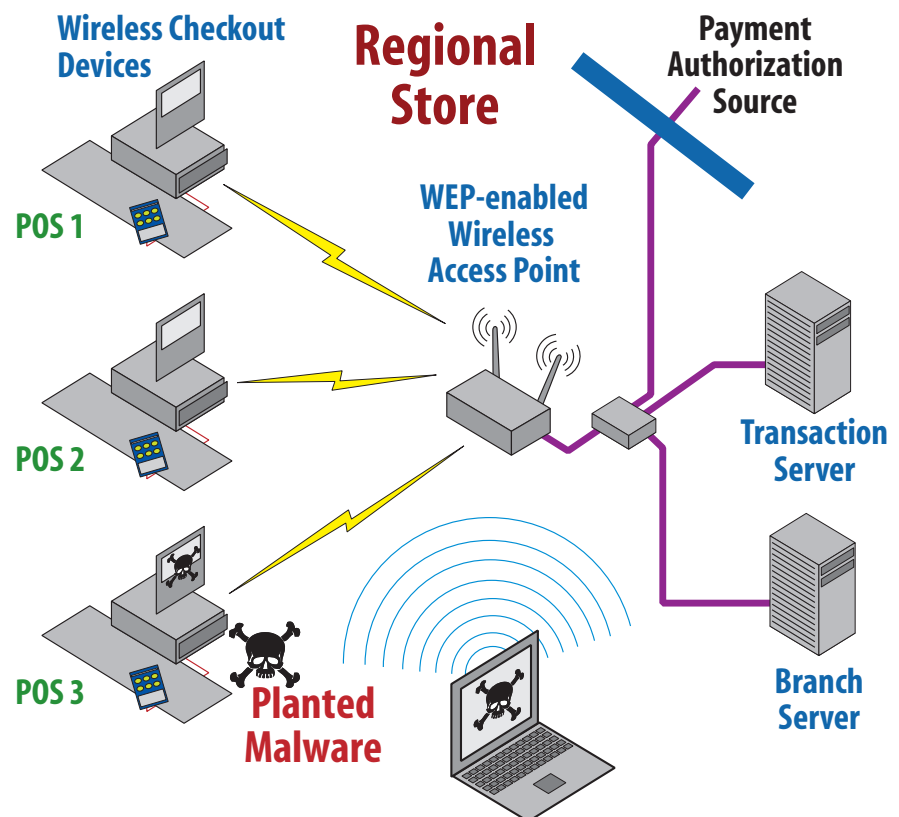 Wireless Checkout
Devices
Regional
Store
Payment
Authorization
Source
POS 1
WEP-enabled
Wireless
Access Point
POS 2
Transaction
Server
POS 3
Planted
Malware
Branch
Server